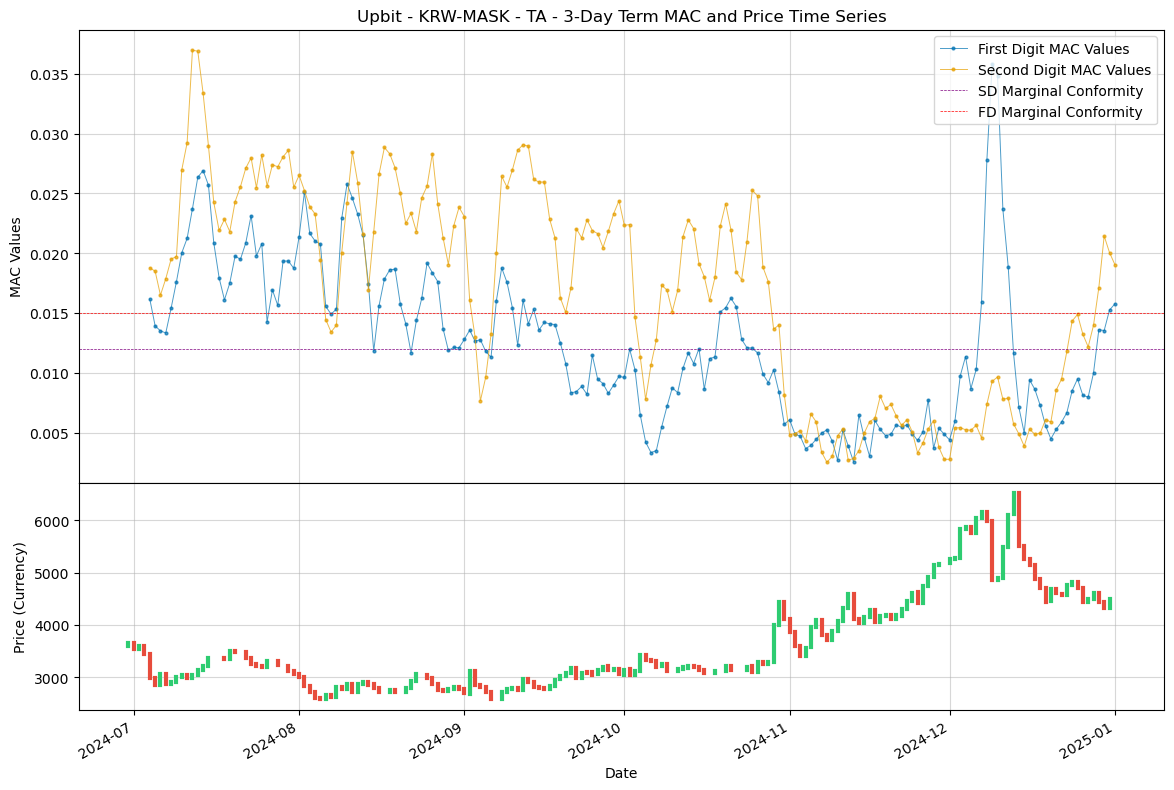 Upbit - KRW-MASK - TA - 3-Day Term MAC and Price Time Series
First Digit MAC Values
Second Digit MAC Values
SD Marginal Conformity
FD Marginal Conformity
MAC Values
0.035
0.030
0.025
0.020
0.015
0.010
0.005
Price (Currency)
6000
5000
4000
3000
2024-07
2024-08
2024-09
2024-10
2024-11
2024-12
2025-01
Date